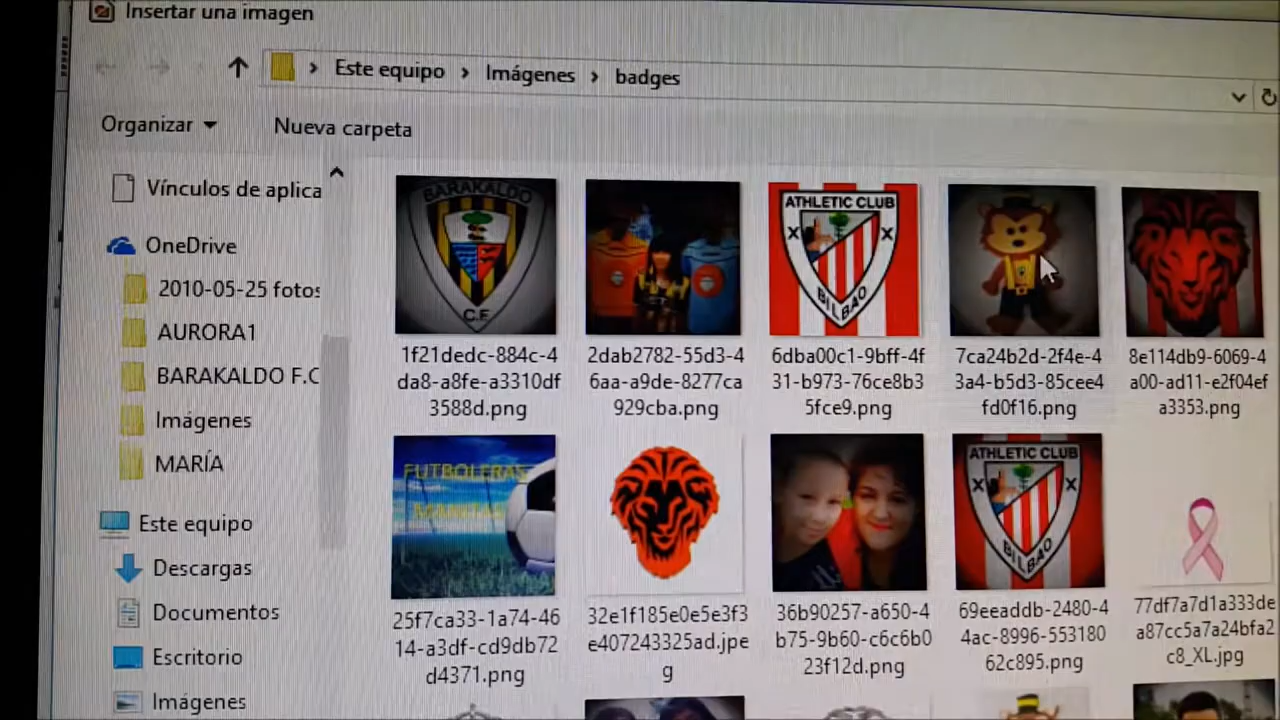 Insertar una imagen
Este equipo > Imágenes > badges
Organizar
Nueva carpeta
Vínculos de aplica
OneDrive
2010-05-25 fotos
AURORA1
BARAKALDO F.C
Imágenes
MARÍA
Este equipo
Descargas
Documentos
Escritorio
Imágenes
BARAKALDO
C.F
ATHLETIC CLUB
BILBAO
1f21dedc-884c-4
da8-a8fe-a3310df
3588d.png
2dab2782-55d3-4
6aa-a9de-8277ca
929cba.png
6dba00c1-9bff-4f
31-b973-76ce8b3
5fce9.png
7ca24b2d-2f4e-4
3a4-b5d3-85cee4
fd0f16.png
8e114db9-6069-4
a00-ad11-e2f04ef
a3353.png
FUTBOLERAS
MANITAS
ATHLETIC CLUB
BILBAO
25f7ca33-1a74-46
14-a3df-cd9db72
d4371.png
32e1f185e0e5e3f3
e407243325ad.jpe
g
36b90257-a650-4
b75-9b60-c6c6b0
23f12d.png
69eeaddb-2480-4
4ac-8996-553180
62c895.png
77df7a7d1a333de
a87cc5a7a24bfa2
c8_XL.jpg